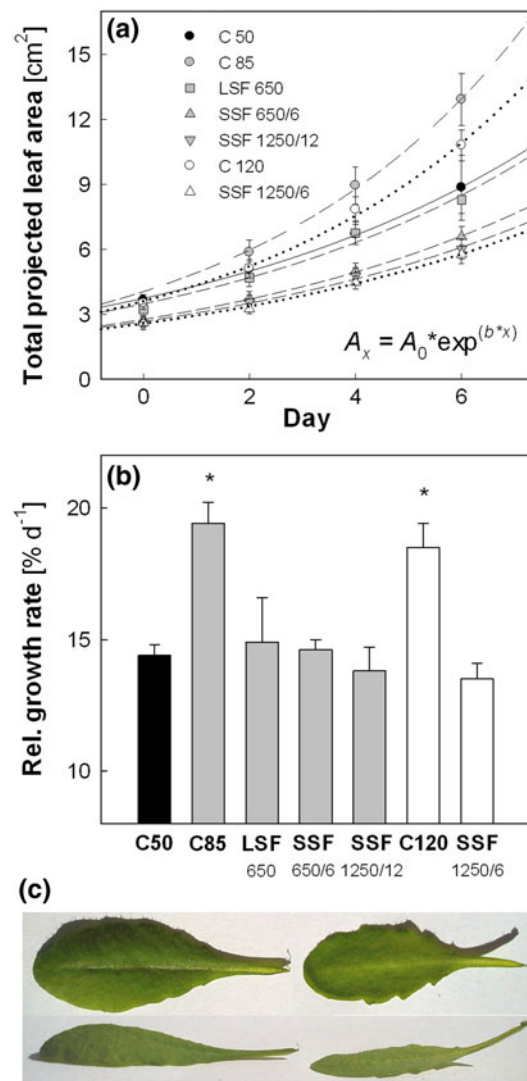 (a)
C 50
C 85
LSF 650
SSF 650/6
SSF 1250/12
C 120
SSF 1250/6
Total projected leaf area [cm²]
15
12
9
6
3
0
0 2 4 6
Day
Aₓ = A₀*exp⁽ᵇ*ˣ⁾
(b)
* *
Rel. growth rate [% d⁻¹]
20
15
10
C50 C85 LSF SSF SSF C120 SSF
650 650/6 1250/12 1250/6
(c)